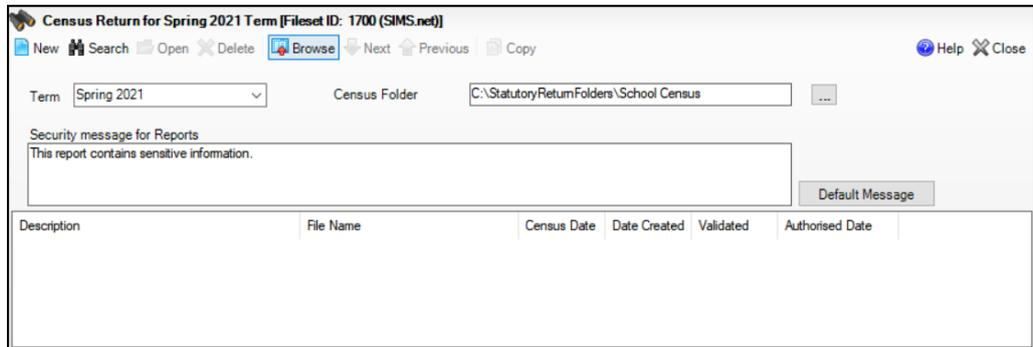 Census Return for Spring 2021 Term [Fileset ID: 1700 (SIMS.net)]
New Search Open Delete Browse Next Previous Copy Help Close
Term Spring 2021 Census Folder C:\StatutoryReturnFolders\School Census ...
Security message for Reports
This report contains sensitive information.
Default Message
Description File Name Census Date Date Created Validated Authorised Date